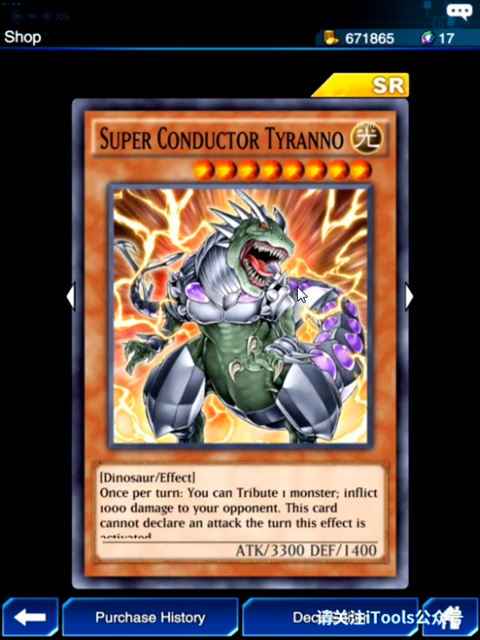 Shop
671865
17
SR
SUPER CONDUCTOR TYRANNO
光
[Dinosaur/Effect]
Once per turn: You can Tribute 1 monster; inflict
1000 damage to your opponent. This card
cannot declare an attack the turn this effect is
activated.
ATK/3300 DEF/1400
Purchase History
请关注iTools公众号